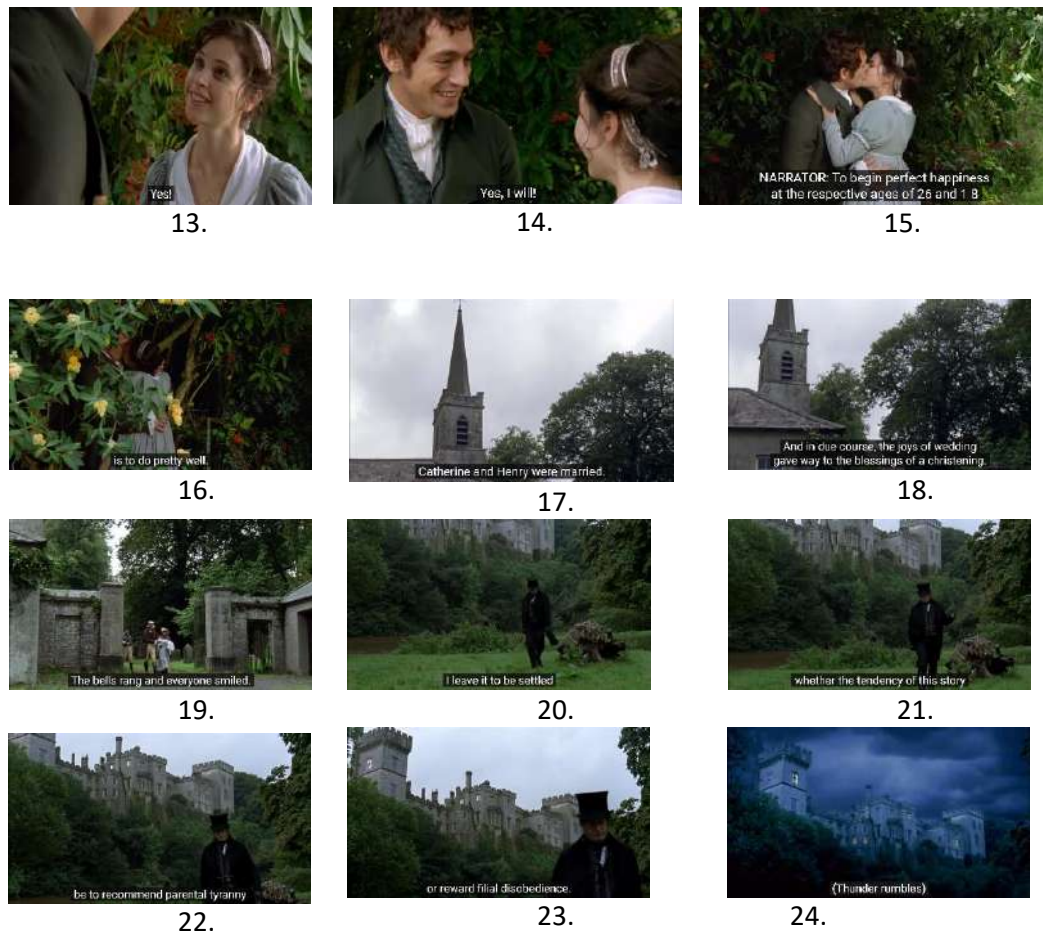 Yes!
Yes, I will!
NARRATOR: To begin perfect happiness
at the respective ages of 26 and 1 8
13.
14.
15.
is to do pretty well.
Catherine and Henry were married.
And in due course, the joys of wedding
gave way to the blessings of a christening.
16.
17.
18.
The bells rang and everyone smiled.
I leave it to be settled
whether the tendency of this story
19.
20.
21.
be to recommend parental tyranny
or reward filial disobedience.
(Thunder rumbles)
22.
23.
24.